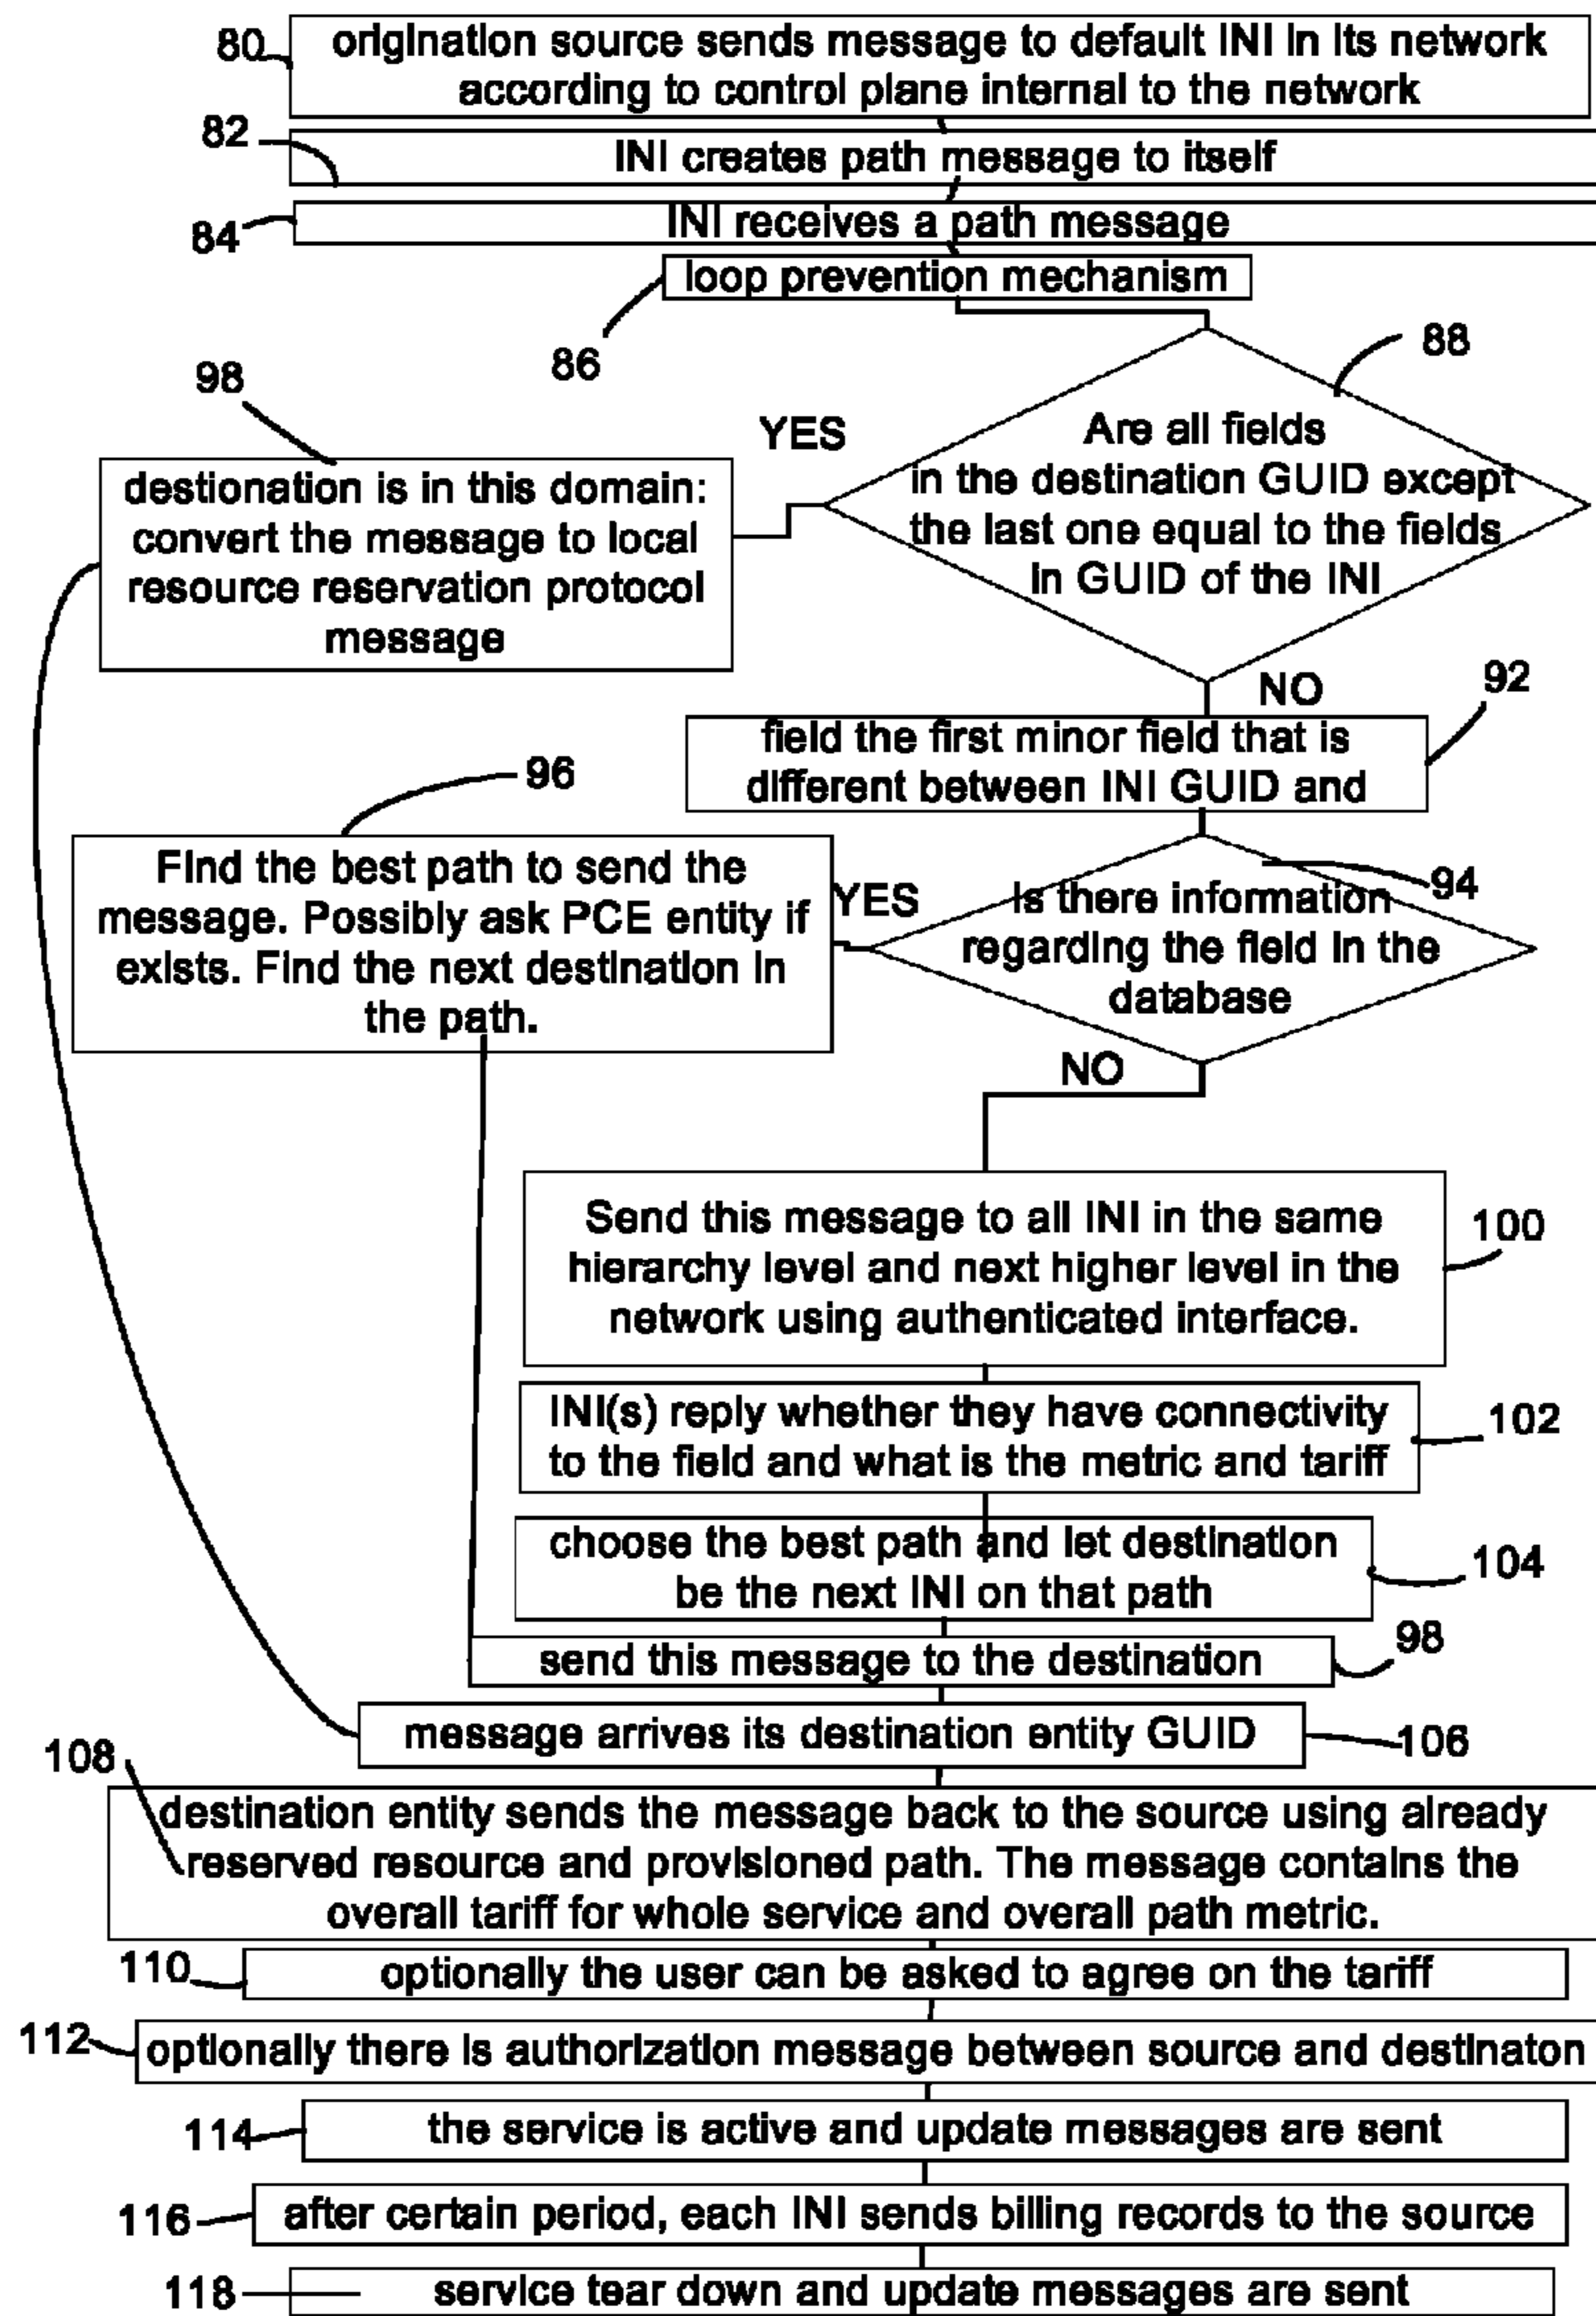 80
origination source sends message to default INI in its network
according to control plane internal to the network
82
INI creates path message to itself
84
INI receives a path message
loop prevention mechanism
86
88
98
YES
Are all fields
in the destination GUID except
the last one equal to the fields
in GUID of the INI
destionation is in this domain:
convert the message to local
resource reservation protocol
message
NO
92
field the first minor field that is
different between INI GUID and
96
94
Find the best path to send the
message. Possibly ask PCE entity if
exists. Find the next destination in
the path.
YES
Is there information
regarding the field in the
database
NO
Send this message to all INI in the same
hierarchy level and next higher level in the
network using authenticated interface.
100
INI(s) reply whether they have connectivity
to the field and what is the metric and tariff
102
choose the best path and let destination
be the next INI on that path
104
send this message to the destination
98
message arrives its destination entity GUID
106
108
destination entity sends the message back to the source using already
reserved resource and provisioned path. The message contains the
overall tariff for whole service and overall path metric.
110
optionally the user can be asked to agree on the tariff
112
optionally there is authorization message between source and destinaton
114
the service is active and update messages are sent
116
after certain period, each INI sends billing records to the source
118
service tear down and update messages are sent